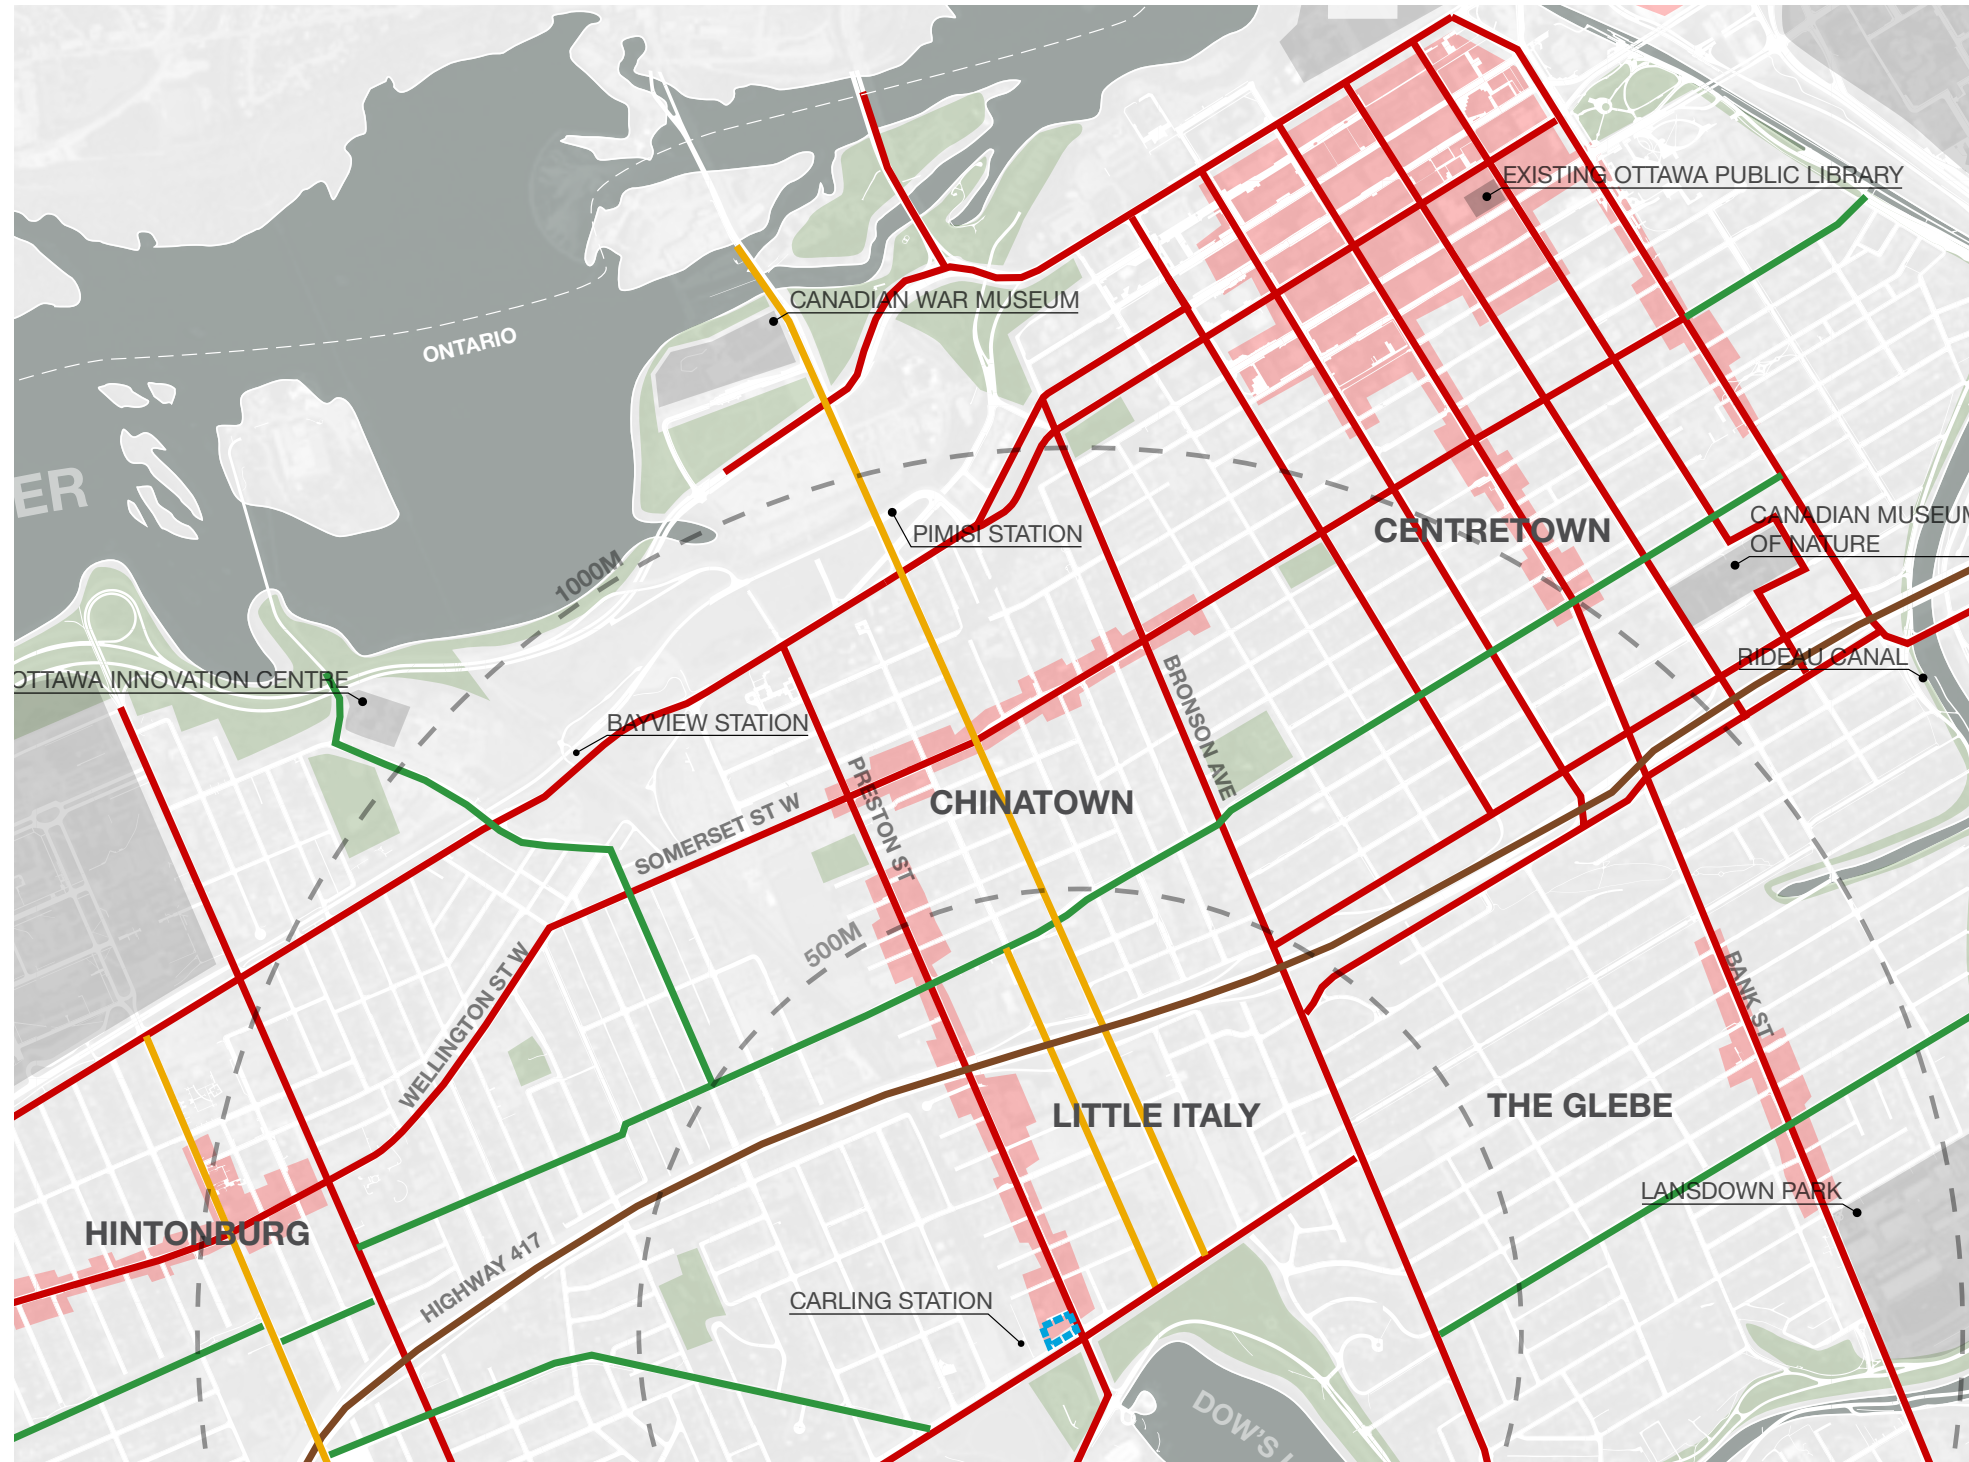 EXISTING OTTAWA PUBLIC LIBRARY
CANADIAN WAR MUSEUM
ONTARIO
ER
1000M
PIMISI STATION
CENTRETOWN
CANADIAN MUSEUM
OF NATURE
OTTAWA INNOVATION CENTRE
BAYVIEW STATION
BRONSON AVE
RIDEAU CANAL
PRESTON ST
CHINATOWN
SOMERSET ST W
500M
WELLINGTON ST W
BANK ST
LITTLE ITALY
THE GLEBE
LANSDOWN PARK
HINTONBURG
HIGHWAY 417
CARLING STATION
DOW'S